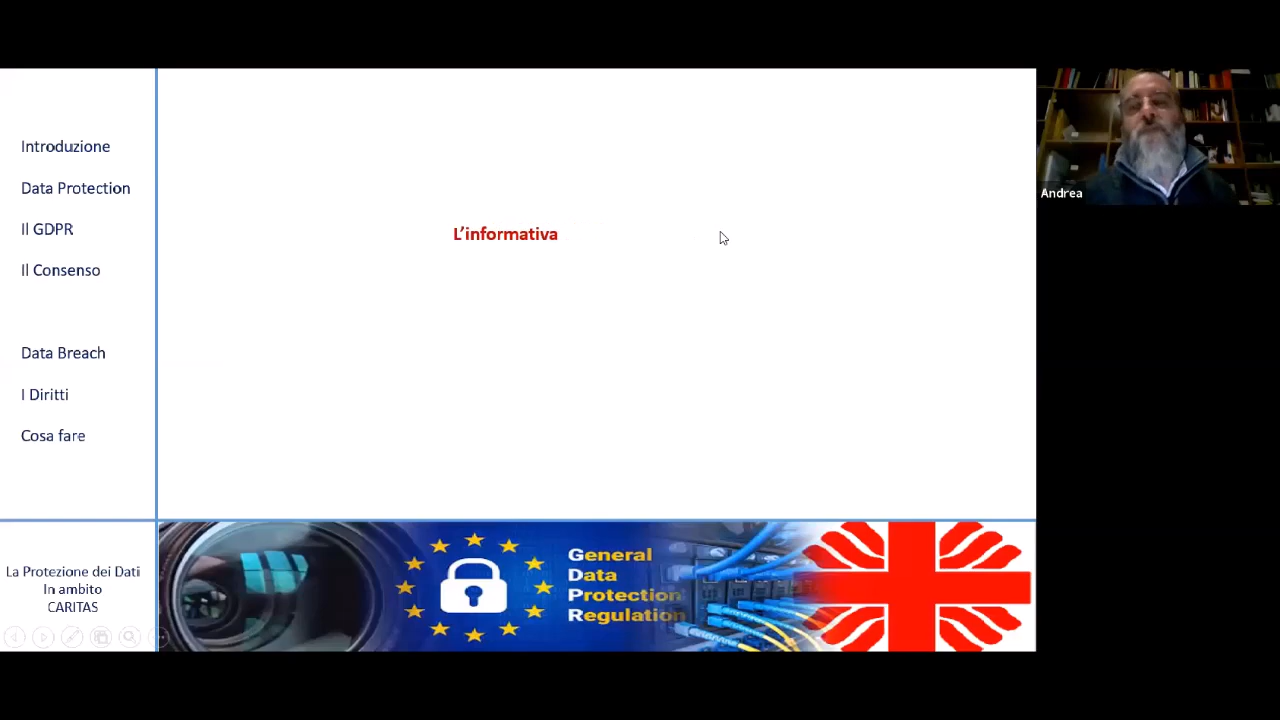 Introduzione
Data Protection
Il GDPR
Il Consenso
Data Breach
I Diritti
Cosa fare
L'informativa
Andrea
La Protezione dei Dati
In ambito
CARITAS
General
Data
Protection
Regulation